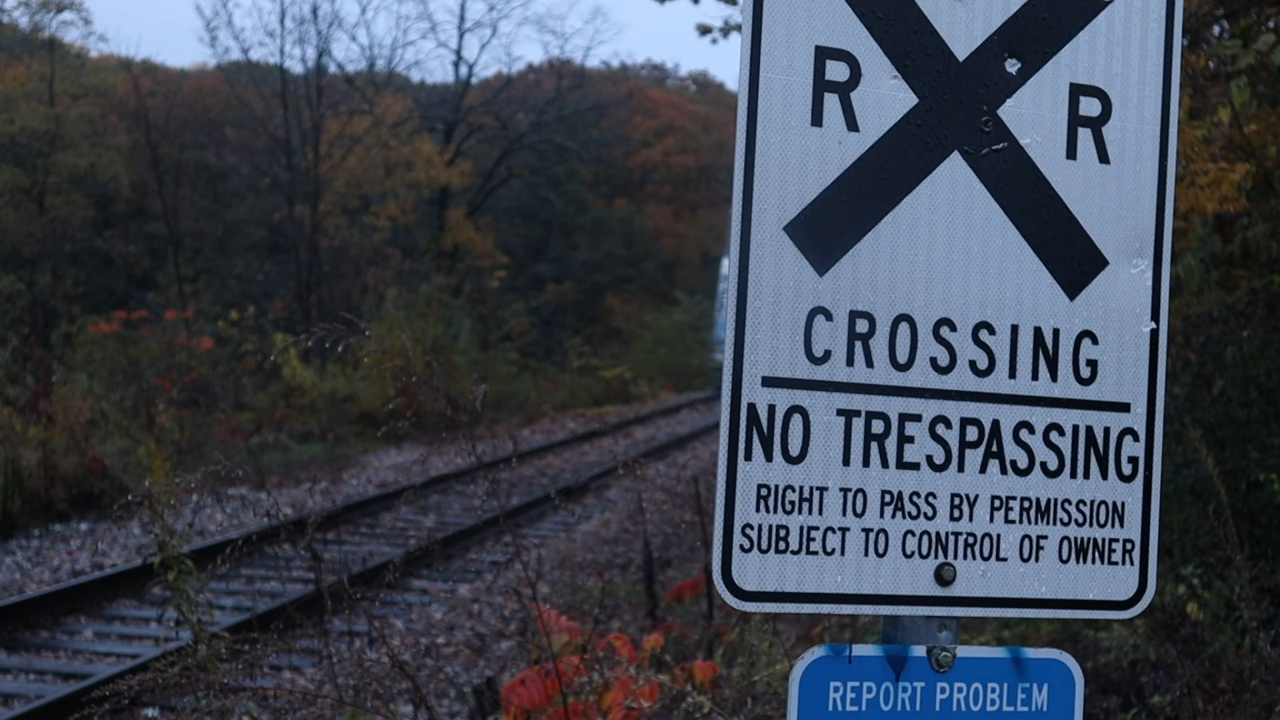 R R
CROSSING
NO TRESPASSING
RIGHT TO PASS BY PERMISSION
SUBJECT TO CONTROL OF OWNER
REPORT PROBLEM